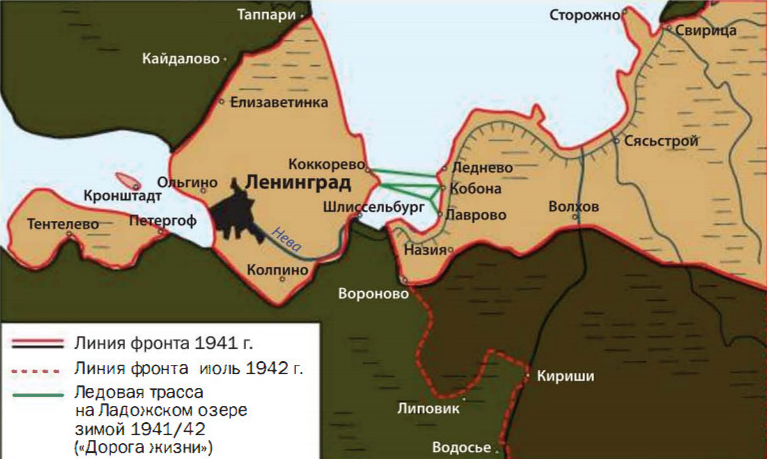 Таппари
Сторожно
Свирица
Кайдалово
Елизаветинка
Сясьстрой
Коккорево
Леднево
Кронштадт
Ольгино
Ленинград
Кобона
Шлиссельбург
Лаврово
Волхов
Тентелево
Петергоф
Нева
Назия
Колпино
Вороново
Линия фронта 1941 г.
Линия фронта июль 1942 г.
Кириши
Ледовая трасса
на Ладожском озере
зимой 1941/42
(«Дорога жизни»)
Липовик
Водосье